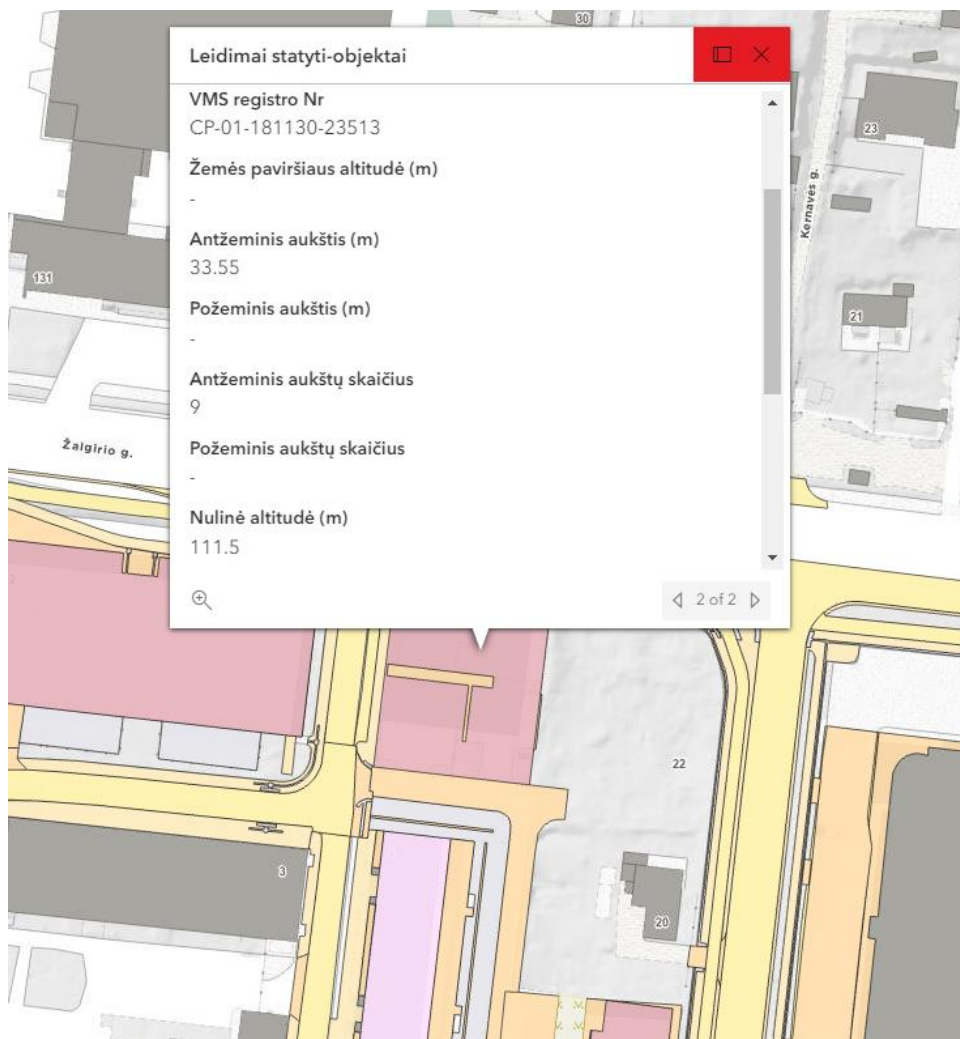 30
Leidimai statyti-objektai
VMS registro Nr
CP-01-181130-23513
Žemės paviršiaus altitudė (m)
-
Antžeminis aukštis (m)
33.55
Požeminis aukštis (m)
-
Antžeminis aukštų skaičius
9
Požeminis aukštų skaičius
-
Nulinė altitudė (m)
111.5
2 of 2
23
Kernavės g.
131
21
Žalgirio g.
22
3
20